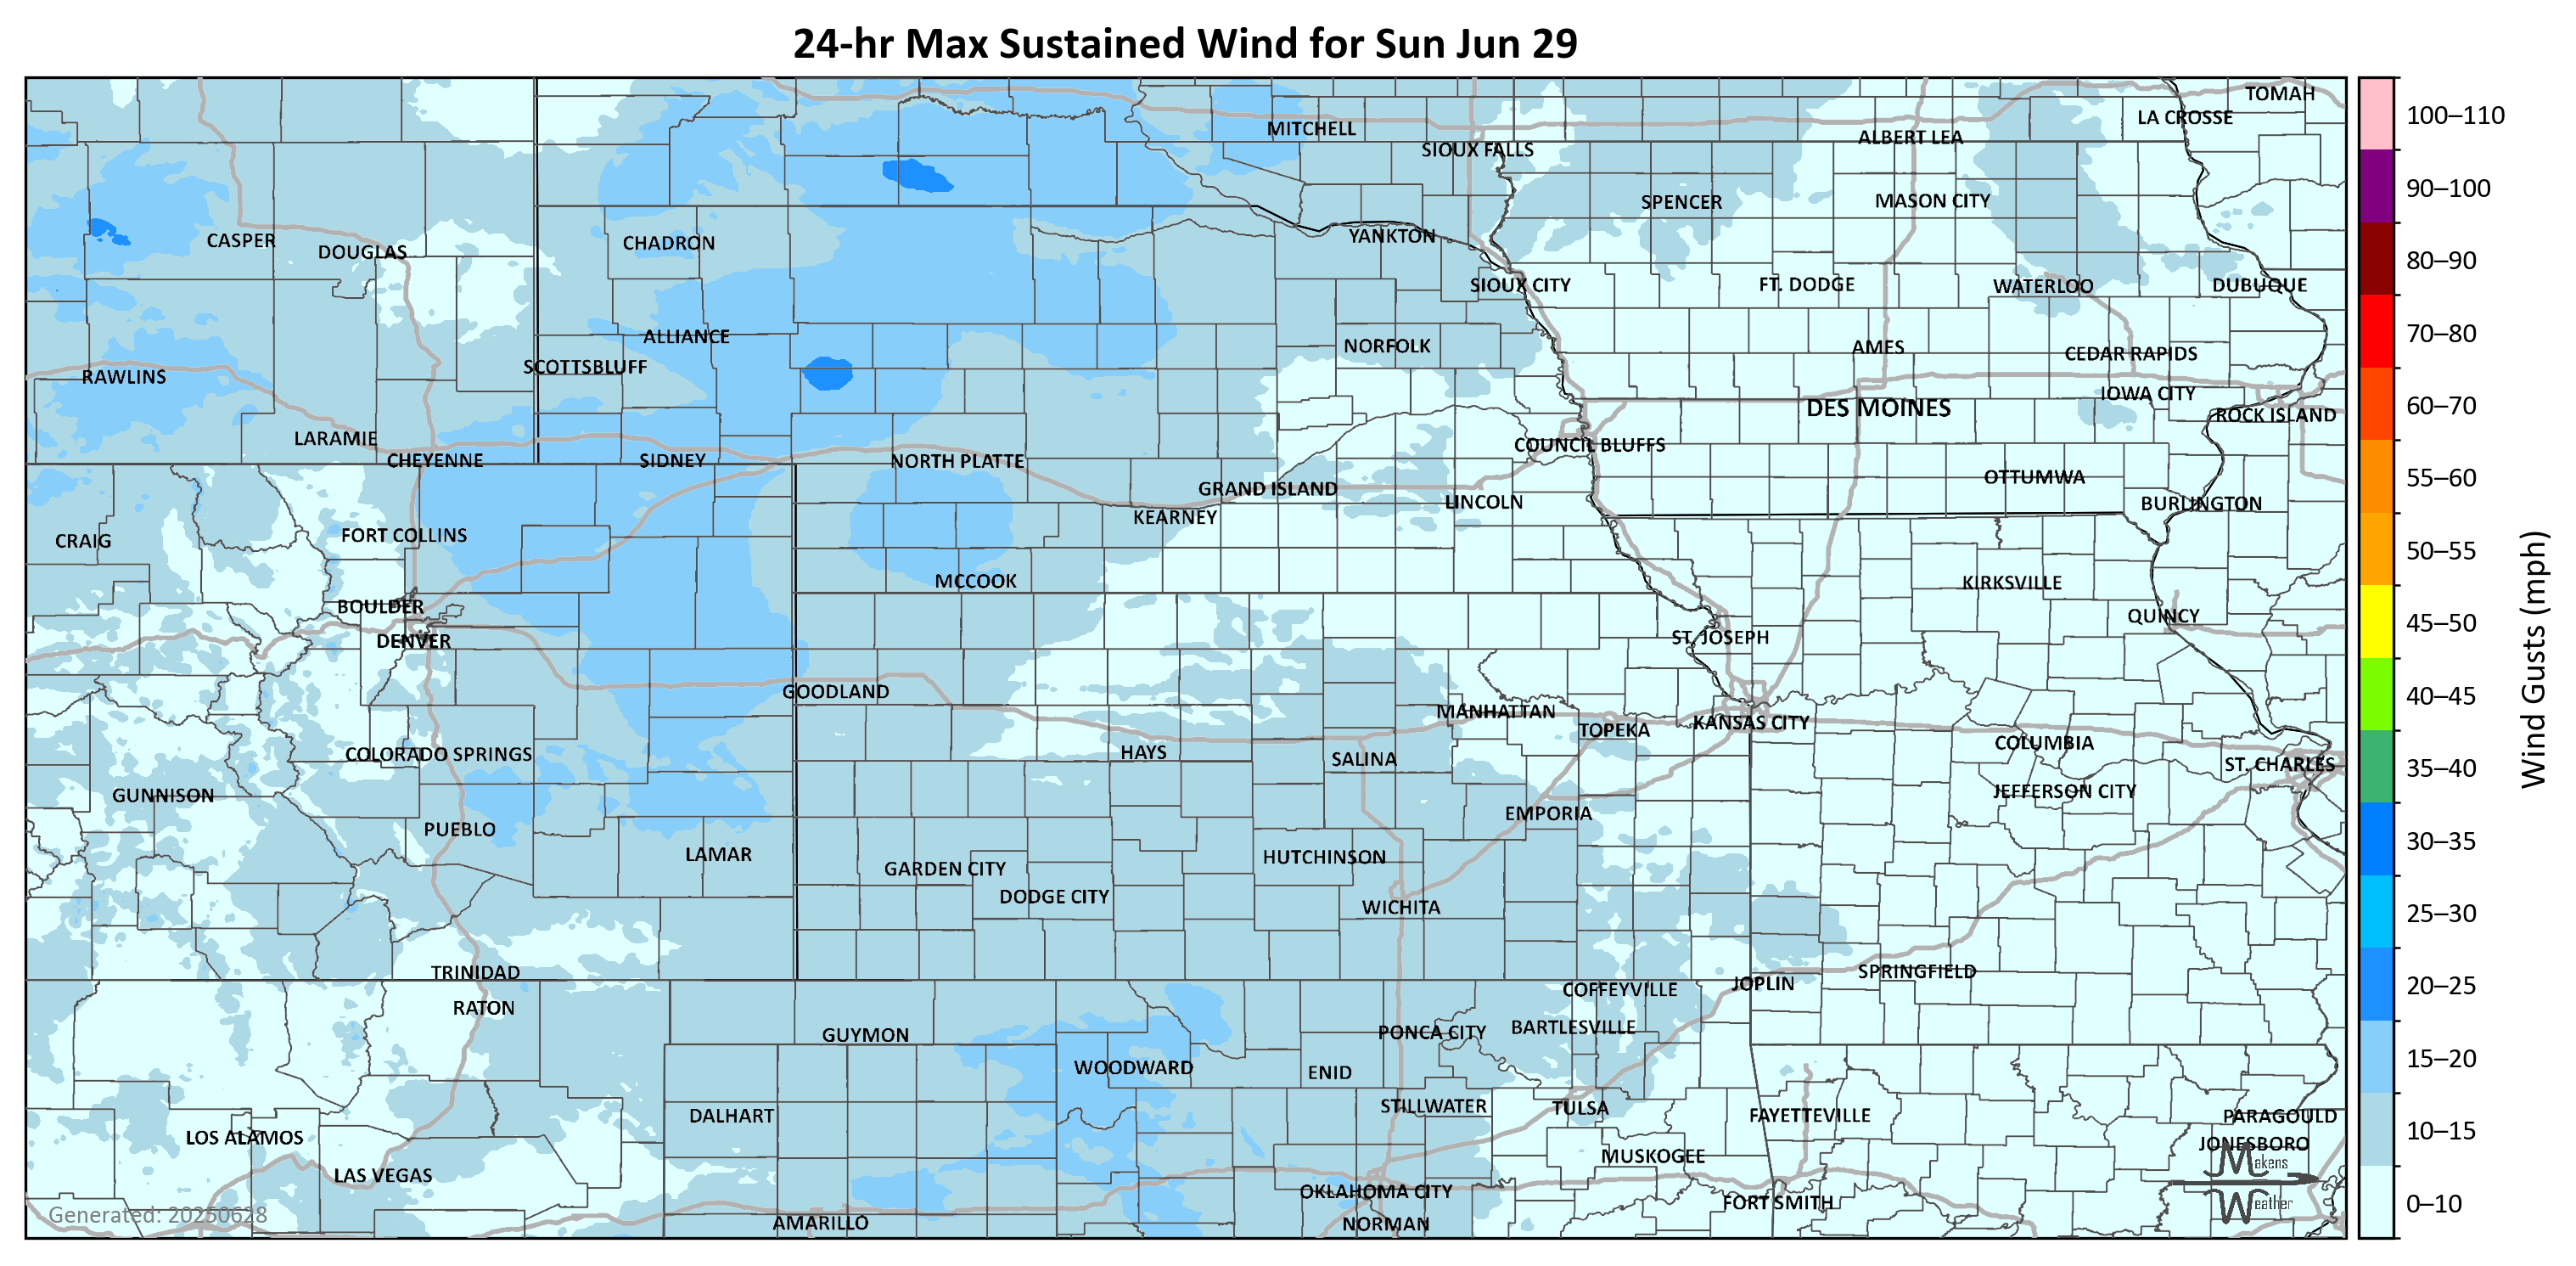 24-hr Max Sustained Wind for Sun Jun 29
TOMAH
LA CROSSE
MITCHELL
ALBERT LEA
SIOUX FALLS
SPENCER
MASON CITY
CASPER
DOUGLAS
CHADRON
YANKTON
SIOUX CITY
FT. DODGE
WATERLOO
DUBUQUE
ALLIANCE
NORFOLK
AMES
CEDAR RAPIDS
SCOTTSBLUFF
RAWLINS
IOWA CITY
DES MOINES
ROCK ISLAND
LARAMIE
COUNCIL BLUFFS
CHEYENNE
SIDNEY
NORTH PLATTE
OTTUMWA
GRAND ISLAND
LINCOLN
BURLINGTON
KEARNEY
FORT COLLINS
CRAIG
MCCOOK
KIRKSVILLE
BOULDER
QUINCY
DENVER
ST. JOSEPH
GOODLAND
MANHATTAN
TOPEKA
KANSAS CITY
COLUMBIA
COLORADO SPRINGS
HAYS
SALINA
ST. CHARLES
GUNNISON
JEFFERSON CITY
EMPORIA
PUEBLO
LAMAR
HUTCHINSON
GARDEN CITY
DODGE CITY
WICHITA
TRINIDAD
SPRINGFIELD
JOPLIN
COFFEYVILLE
RATON
GUYMON
PONCA CITY
BARTLESVILLE
WOODWARD
ENID
STILLWATER
TULSA
DALHART
FAYETTEVILLE
PARAGOULD
LOS ALAMOS
JONESBORO
MUSKOGEE
LAS VEGAS
OKLAHOMA CITY
FORT SMITH
AMARILLO
NORMAN
Makens
Weather
Generated: 20250628
100–110
90–100
80–90
70–80
60–70
55–60
50–55
45–50
40–45
35–40
30–35
25–30
20–25
15–20
10–15
0–10
Wind Gusts (mph)